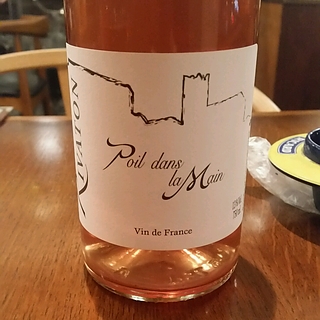 RIVATON
Poil dans
la Main
Vin de France